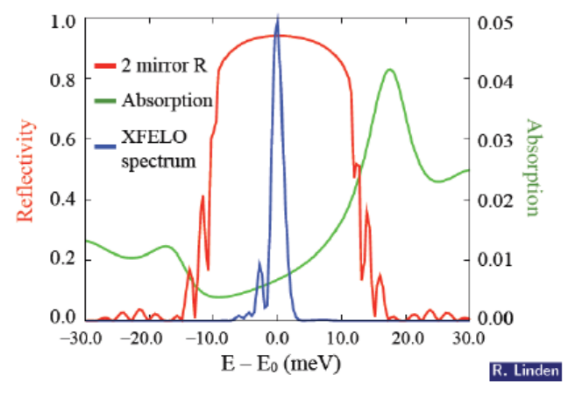 1.0
0.8
0.6
0.4
0.2
0.0
Reflectivity
2 mirror R
Absorption
XFELO
spectrum
0.05
0.04
0.03
0.02
0.01
0.00
Absorption
−30.0
−20.0
−10.0
0.0
10.0
20.0
30.0
E – E₀ (meV)
R. Linden